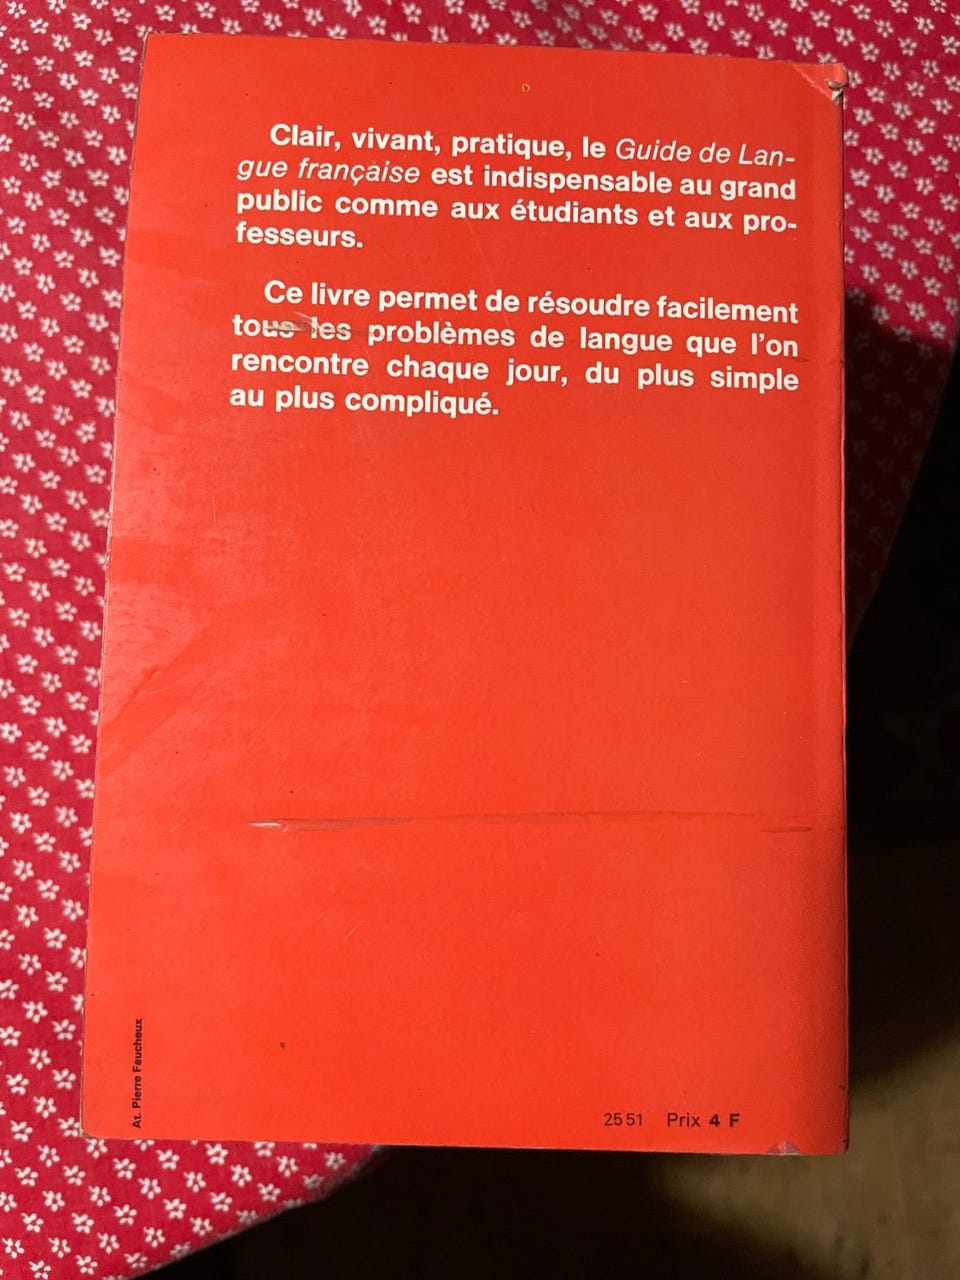 Clair, vivant, pratique, le Guide de Lan-
gue française est indispensable au grand
public comme aux étudiants et aux pro-
fesseurs.
Ce livre permet de résoudre facilement
tous les problèmes de langue que l'on
rencontre chaque jour, du plus simple
au plus compliqué.
At. Pierre Faucheux
25 51 Prix 4 F